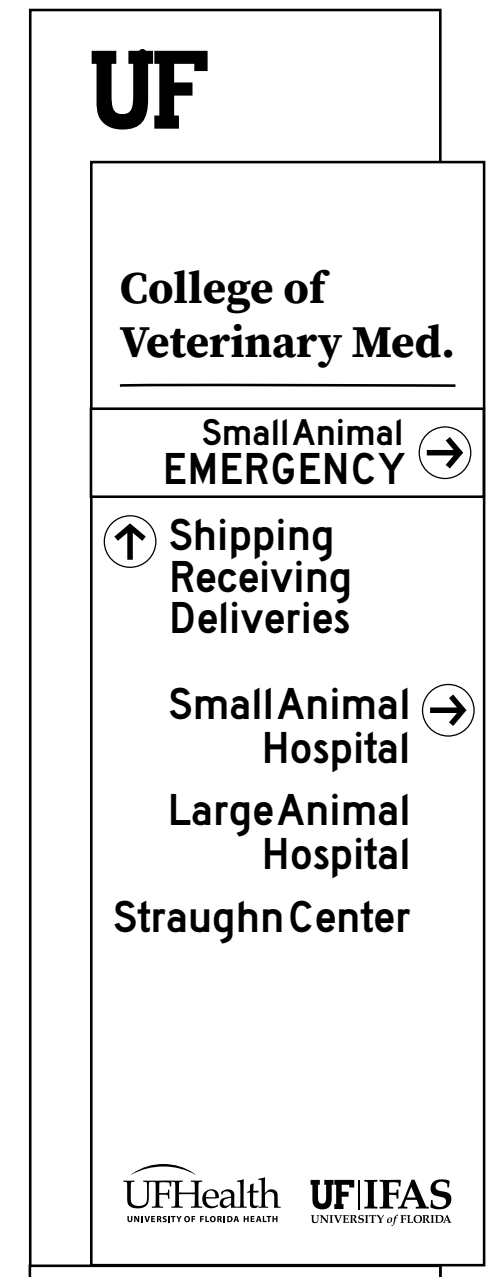 UF
College of
Veterinary Med.
Small Animal
EMERGENCY
Shipping
Receiving
Deliveries
Small Animal
Hospital
Large Animal
Hospital
Straughn Center
UFHealth
UNIVERSITY OF FLORIDA HEALTH
UF|IFAS
UNIVERSITY of FLORIDA